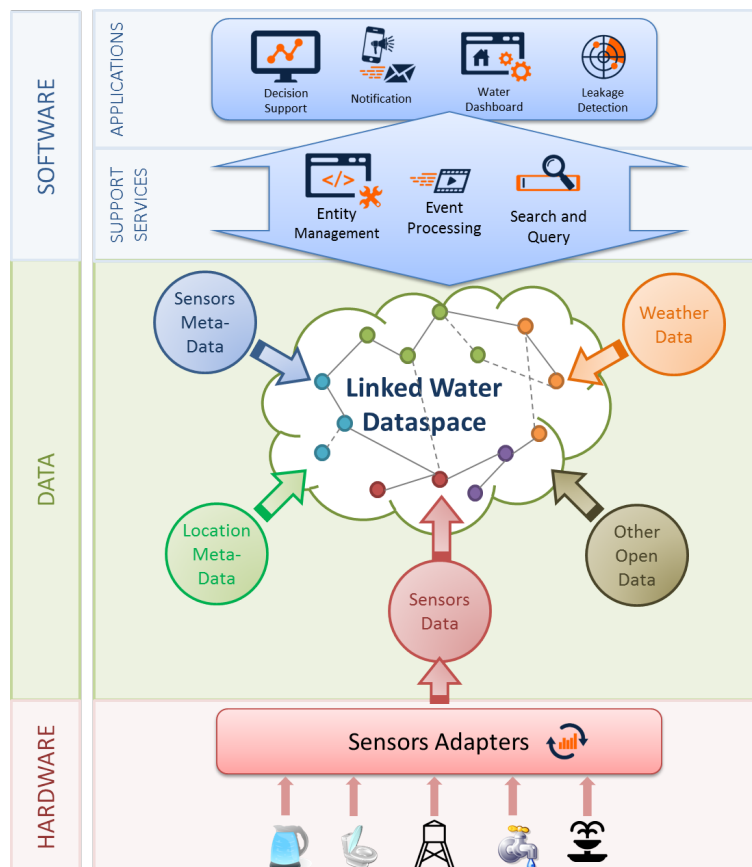 SOFTWARE
APPLICATIONS
Decision
Support
Notification
Water
Dashboard
Leakage
Detection
SUPPORT
SERVICES
</>
Entity
Management
Event
Processing
Search and
Query
DATA
Sensors
Meta-
Data
Weather
Data
Linked Water
Dataspace
Location
Meta-
Data
Sensors
Data
Other
Open
Data
HARDWARE
Sensors Adapters